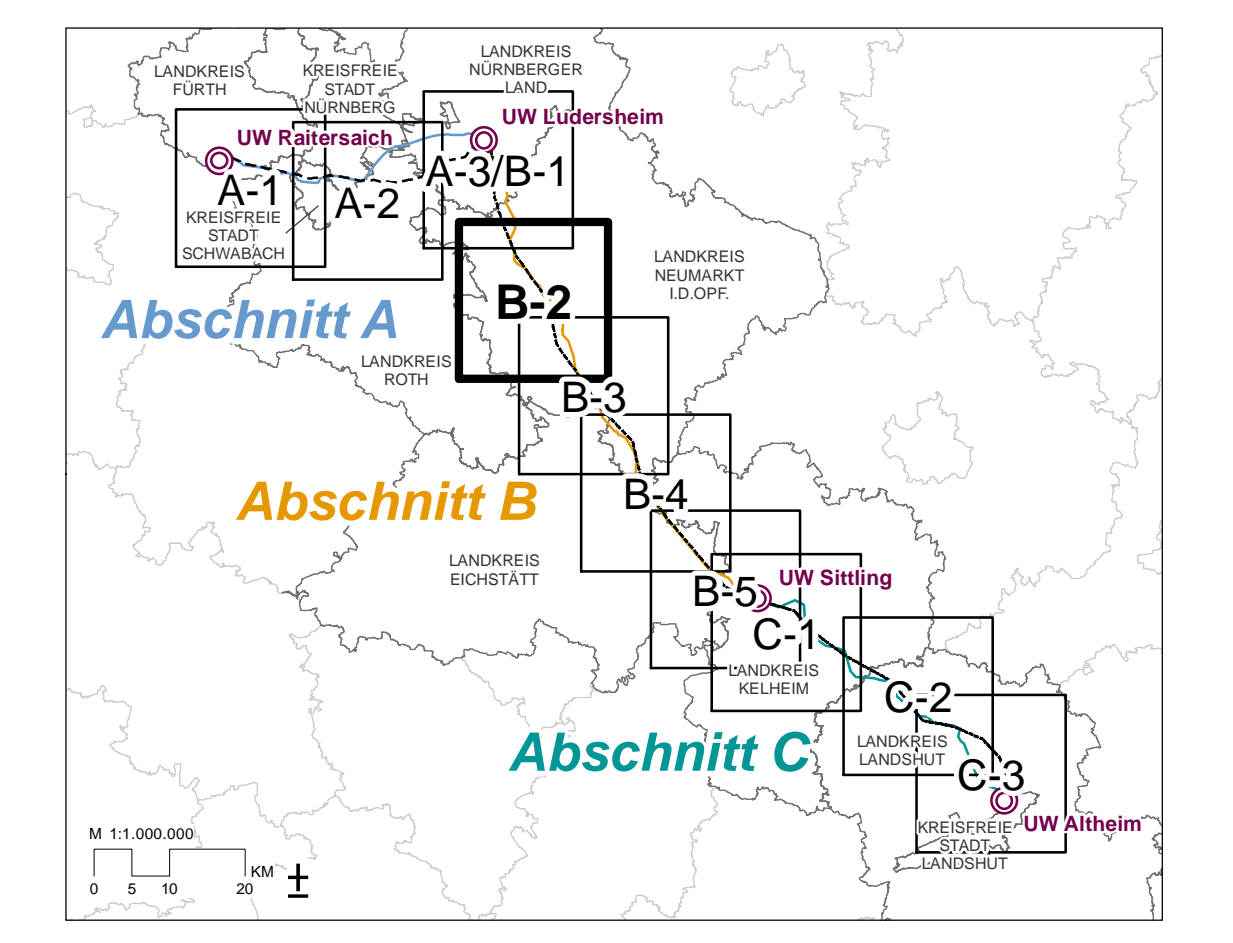 LANDKREIS
FÜRTH
KREISFREIE
STADT
NÜRNBERG
LANDKREIS
NÜRNBERGER
LAND
UW Raitersaich
UW Ludersheim
A-1
A-2
A-3/B-1
KREISFREIE
STADT
SCHWABACH
LANDKREIS
NEUMARKT
I.D.OPF.
B-2
Abschnitt A
LANDKREIS
ROTH
B-3
Abschnitt B
B-4
LANDKREIS
EICHSTÄTT
B-5
UW Sittling
C-1
LANDKREIS
KELHEIM
C-2
Abschnitt C
LANDKREIS
LANDSHUT
C-3
UW Altheim
KREISFREIE
STADT
LANDSHUT
M 1:1.000.000
KM
0 5 10 20